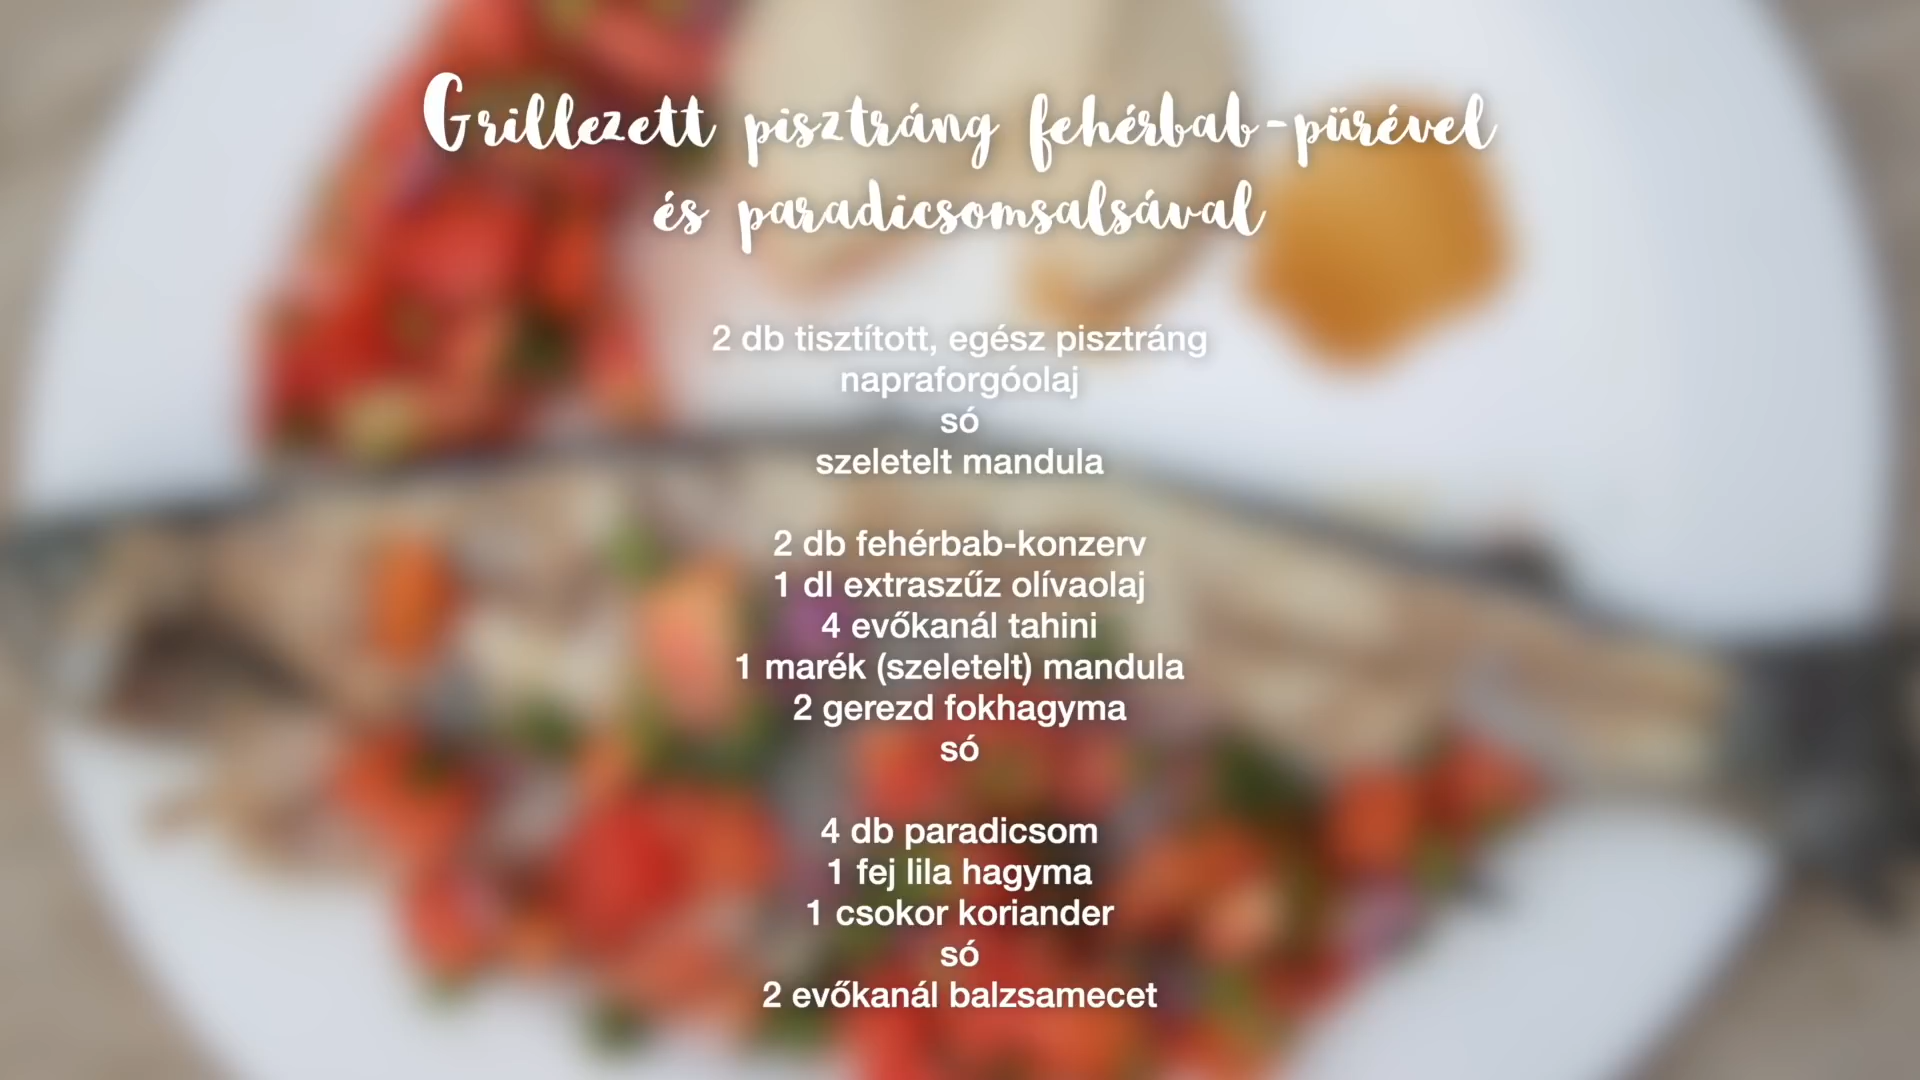 Grillezett pisztráng fehérbab-pürével
és paradicsomsalsával
2 db tisztított, egész pisztráng
napraforgóolaj
só
szeletelt mandula
2 db fehérbab-konzerv
1 dl extraszűz olívaolaj
4 evőkanál tahini
1 marék (szeletelt) mandula
2 gerezd fokhagyma
só
4 db paradicsom
1 fej lila hagyma
1 csokor koriander
só
2 evőkanál balzsamecet